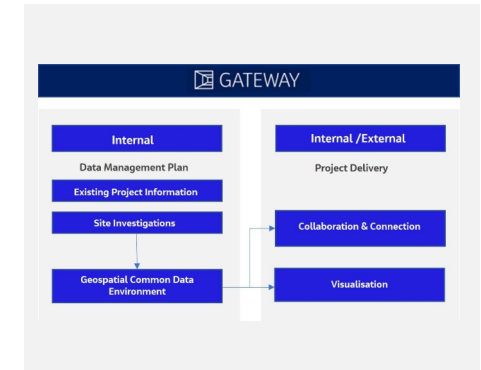 GATEWAY
Internal
Data Management Plan
Existing Project Information
Site Investigations
Geospatial Common Data
Environment
Internal /External
Project Delivery
Collaboration & Connection
Visualisation